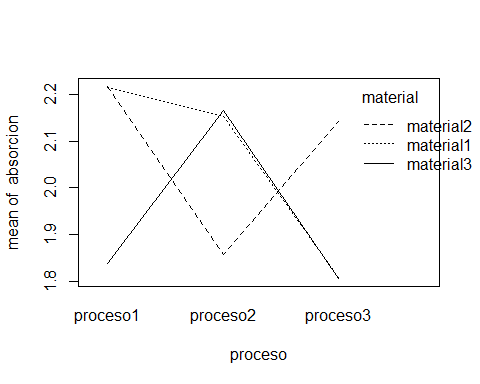 mean of absorcion
2.2
2.1
2.0
1.9
1.8
material
material2
material1
material3
proceso1 proceso2 proceso3
proceso